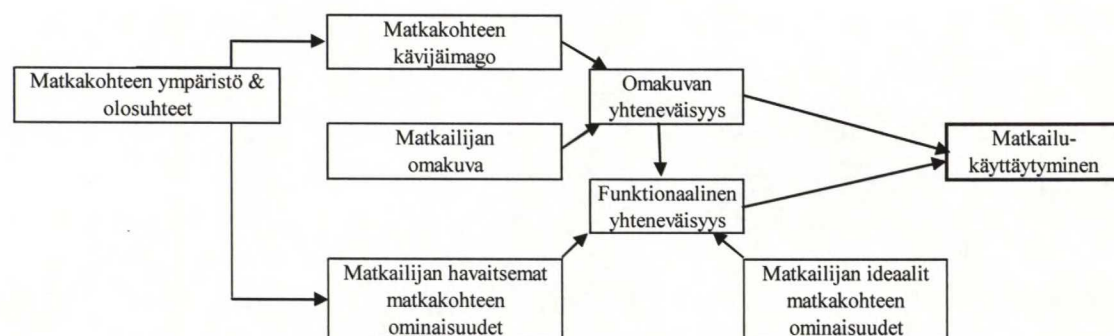 Matkakohteen
kävijäimago
Matkakohteen ympäristö &
olosuhteet
Omakuvan
yhteneväisyys
Matkailijan
omakuva
Matkailu-
käyttäytyminen
Funktionaalinen
yhteneväisyys
Matkailijan havaitsemat
matkakohteen
ominaisuudet
Matkailijan ideaalit
matkakohteen
ominaisuudet